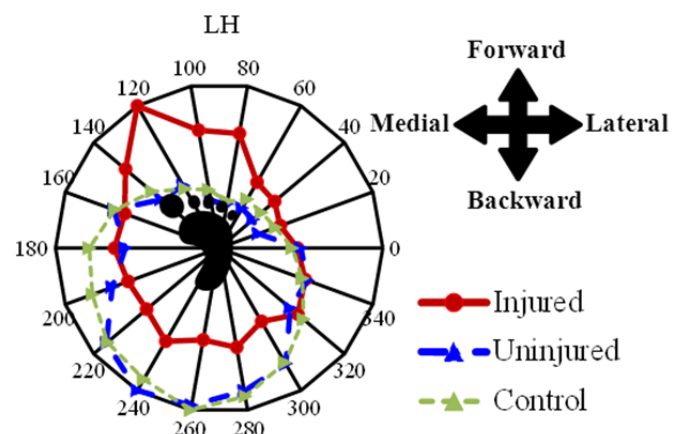 LH
100 80
120 60
140 40
160 20
180 0
200 340
220 320
240 300
260 280
Forward
Medial Lateral
Backward
Injured
Uninjured
Control